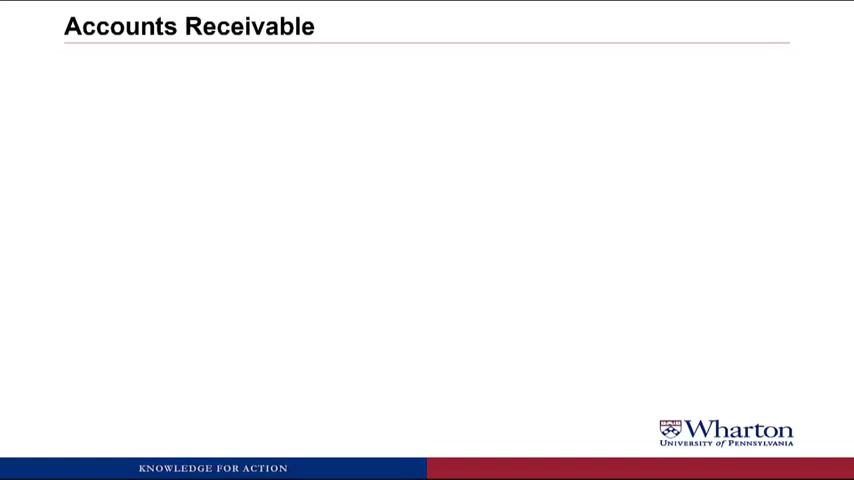 Accounts Receivable
Wharton
UNIVERSITY of PENNSYLVANIA
KNOWLEDGE FOR ACTION